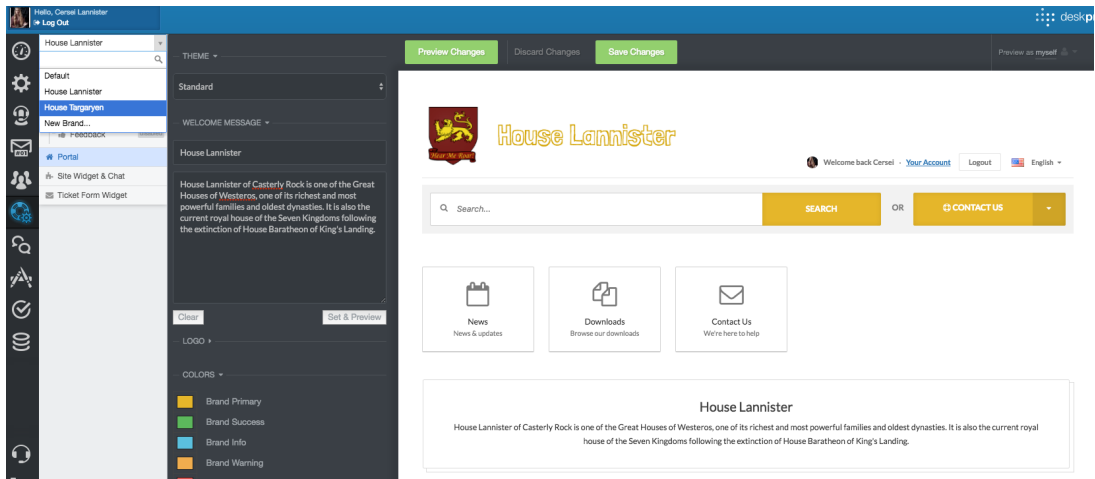 Hello, Cersei Lannister
Log Out
House Lannister
Default
House Lannister
House Targaryen
New Brand...
Feedback
Portal
Site Widget & Chat
Ticket Form Widget
THEME
Standard
WELCOME MESSAGE
House Lannister
House Lannister of Casterly Rock is one of the Great
Houses of Westeros, one of its richest and most
powerful families and oldest dynasties. It is also the
current royal house of the Seven Kingdoms following
the extinction of House Baratheon of King's Landing.
Clear
Set & Preview
LOGO
COLORS
Brand Primary
Brand Success
Brand Info
Brand Warning
deskp
Preview Changes
Discard Changes
Save Changes
Preview as myself
Hear Me Roar!
House Lannister
Welcome back Cersei - Your Account
Logout
English
Search...
SEARCH
OR
CONTACT US
News
News & updates
Downloads
Browse our downloads
Contact Us
We're here to help
House Lannister
House Lannister of Casterly Rock is one of the Great Houses of Westeros, one of its richest and most powerful families and oldest dynasties. It is also the current royal
house of the Seven Kingdoms following the extinction of House Baratheon of King's Landing.